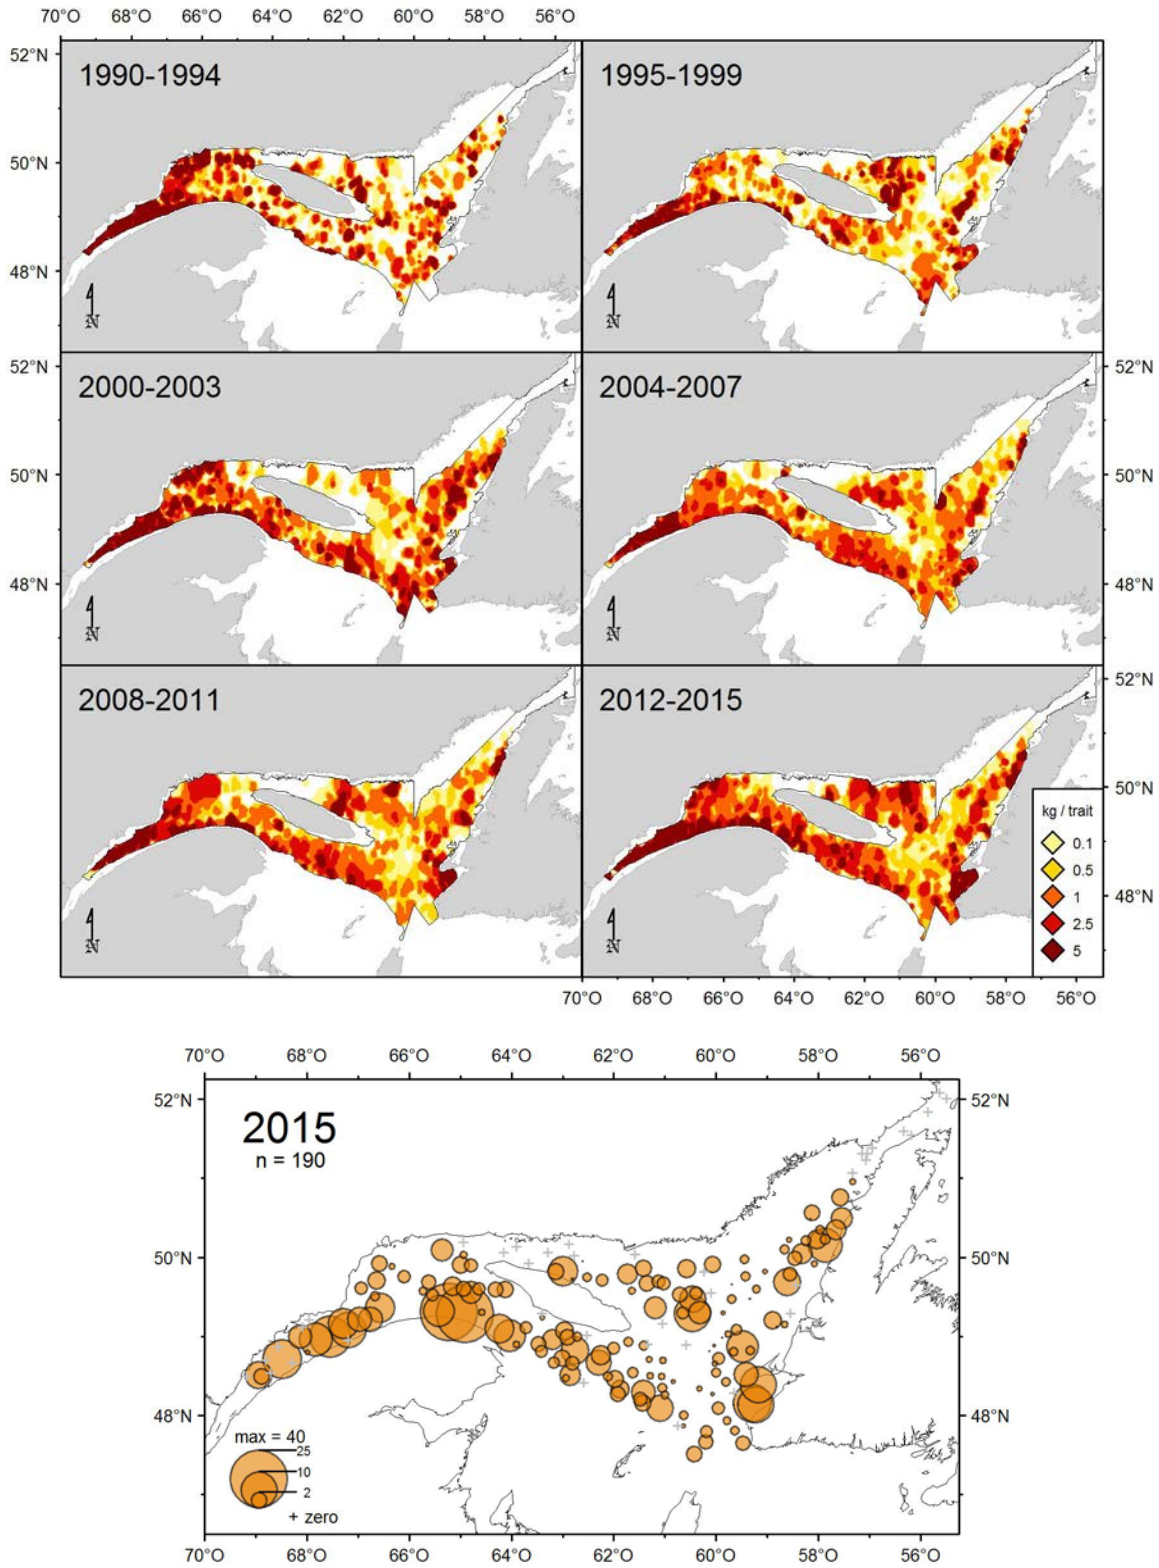 70°O 68°O 66°O 64°O 62°O 60°O 58°O 56°O
52°N
1990-1994
1995-1999
50°N
48°N
N
N
52°N
2000-2003
2004-2007
52°N
50°N
50°N
48°N
48°N
N
N
2008-2011
2012-2015
52°N
50°N
kg / trait
0.1
0.5
1
2.5
5
48°N
N
N
70°O 68°O 66°O 64°O 62°O 60°O 58°O 56°O
70°O 68°O 66°O 64°O 62°O 60°O 58°O 56°O
52°N
2015
n = 190
52°N
50°N
50°N
48°N
48°N
max = 40
25
10
2
+ zero
70°O 68°O 66°O 64°O 62°O 60°O 58°O 56°O